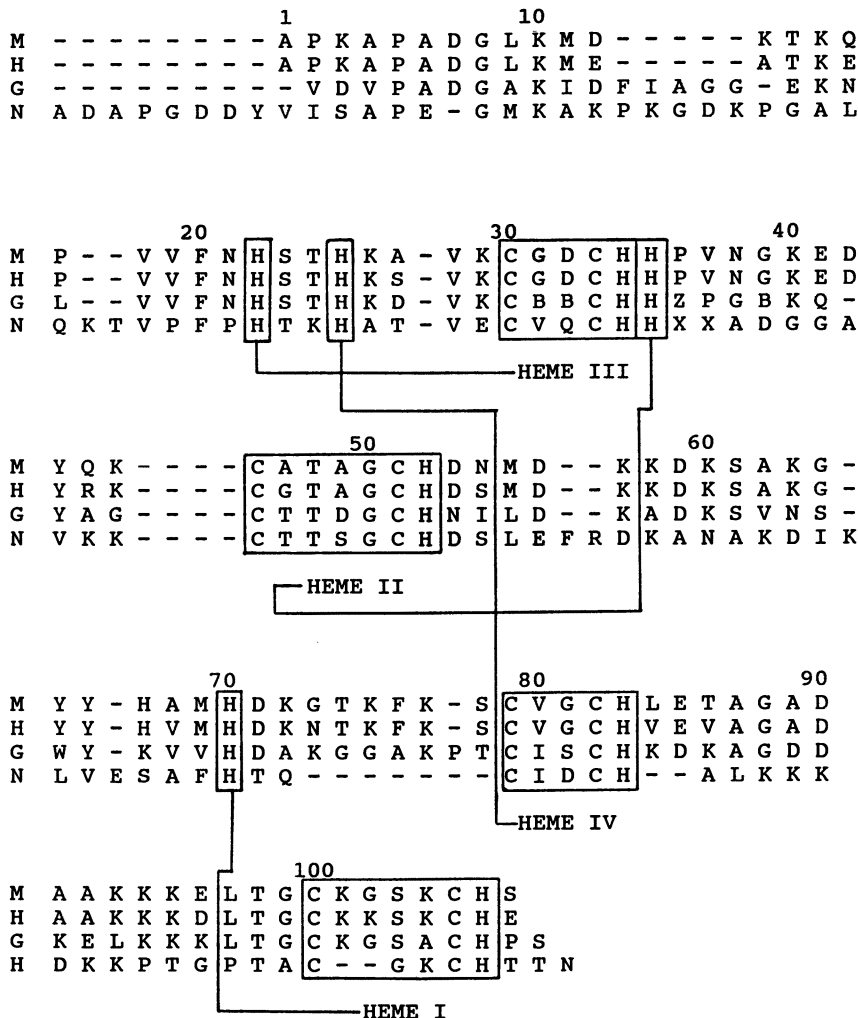 1 10
M - - - - - - - - - A P K A P A D G L K M D - - - - - K T K Q
H - - - - - - - - - A P K A P A D G L K M E - - - - - A T K E
G - - - - - - - - - - V D V P A D G A K I D F I A G G - E K N
N A D A P G D D Y V I S A P E - G M K A K P K G D K P G A L
20 30 40
M P - - V V F N H S T H K A - V K C G D C H H P V N G K E D
H P - - V V F N H S T H K S - V K C G D C H H P V N G K E D
G L - - V V F N H S T H K D - V K C B B C H H Z P G B K Q -
N Q K T V P F P H T K H A T - V E C V Q C H H X X A D G G A
HEME III
50 60
M Y Q K - - - - C A T A G C H D N M D - - K K D K S A K G -
H Y R K - - - - C G T A G C H D S M D - - K K D K S A K G -
G Y A G - - - - C T T D G C H N I L D - - K A D K S V N S -
N V K K - - - - C T T S G C H D S L E F R D K A N A K D I K
HEME II
70 80 90
M Y Y - H A M H D K G T K F K - S C V G C H L E T A G A D
H Y Y - H V M H D K N T K F K - S C V G C H V E V A G A D
G W Y - K V V H D A K G G A K P T C I S C H K D K A G D D
N L V E S A F H T Q - - - - - - - C I D C H - - A L K K K
HEME IV
100
M A A K K K E L T G C K G S K C H S
H A A K K K D L T G C K K S K C H E
G K E L K K K L T G C K G S A C H P S
H D K K P T G P T A C - - G K C H T T N
HEME I